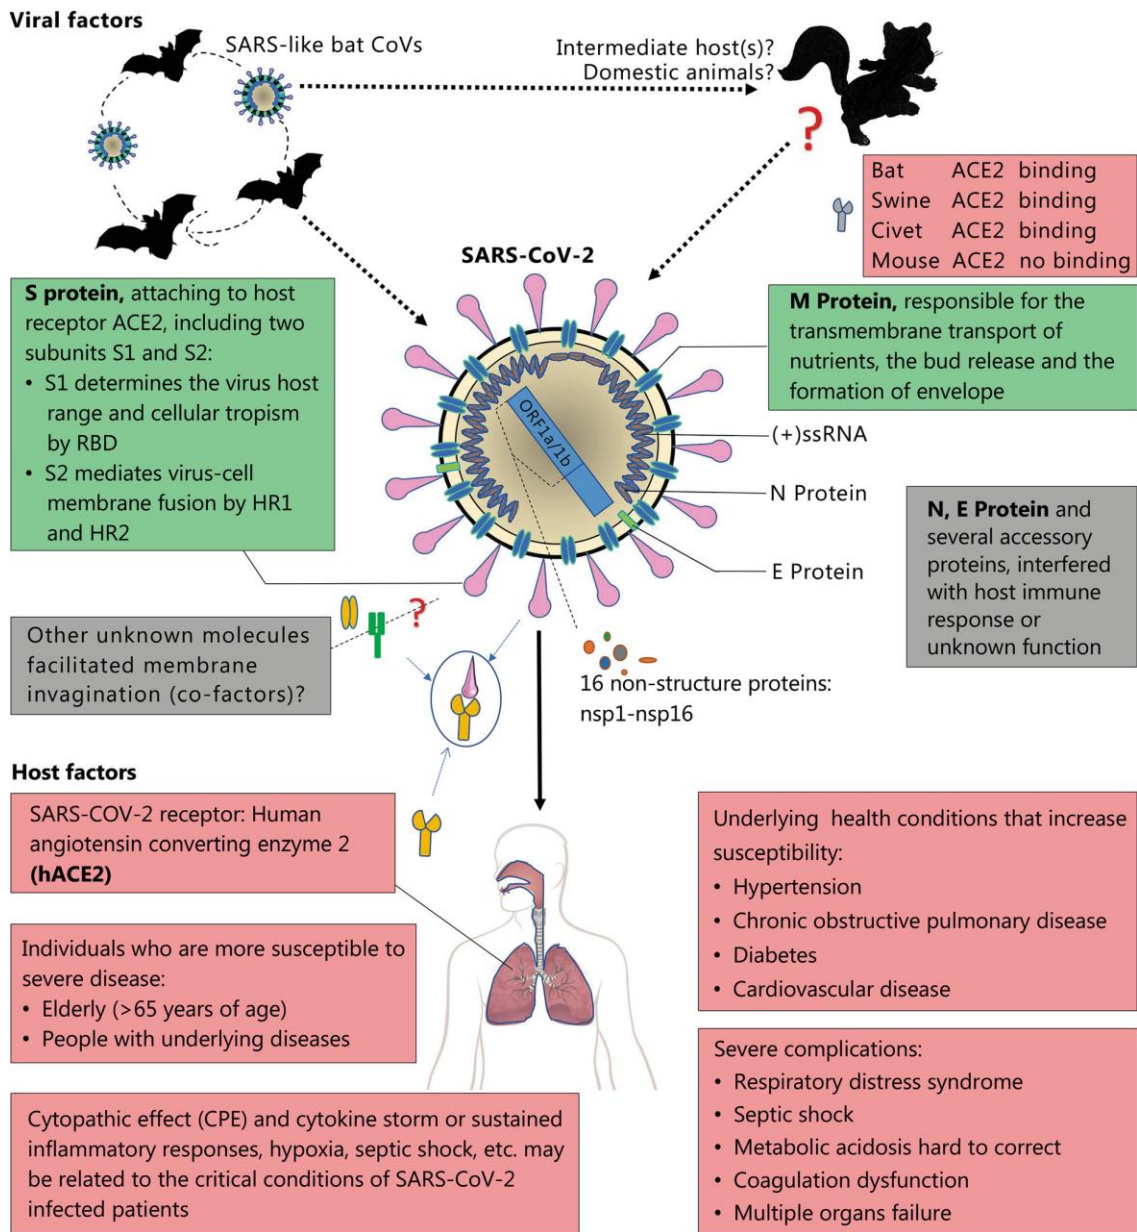 Viral factors
SARS-like bat CoVs
Intermediate host(s)?
Domestic animals?
?
Bat ACE2 binding
Swine ACE2 binding
Civet ACE2 binding
Mouse ACE2 no binding
SARS-CoV-2
S protein, attaching to host
receptor ACE2, including two
subunits S1 and S2:
• S1 determines the virus host
range and cellular tropism
by RBD
• S2 mediates virus-cell
membrane fusion by HR1
and HR2
M Protein, responsible for the
transmembrane transport of
nutrients, the bud release and the
formation of envelope
ORF1a/1b
(+)ssRNA
N Protein
E Protein
N, E Protein and
several accessory
proteins, interfered
with host immune
response or
unknown function
?
Other unknown molecules
facilitated membrane
invagination (co-factors)?
16 non-structure proteins:
nsp1-nsp16
Host factors
SARS-COV-2 receptor: Human
angiotensin converting enzyme 2
(hACE2)
Individuals who are more susceptible to
severe disease:
• Elderly (>65 years of age)
• People with underlying diseases
Cytopathic effect (CPE) and cytokine storm or sustained
inflammatory responses, hypoxia, septic shock, etc. may
be related to the critical conditions of SARS-CoV-2
infected patients
Underlying health conditions that increase
susceptibility:
• Hypertension
• Chronic obstructive pulmonary disease
• Diabetes
• Cardiovascular disease
Severe complications:
• Respiratory distress syndrome
• Septic shock
• Metabolic acidosis hard to correct
• Coagulation dysfunction
• Multiple organs failure